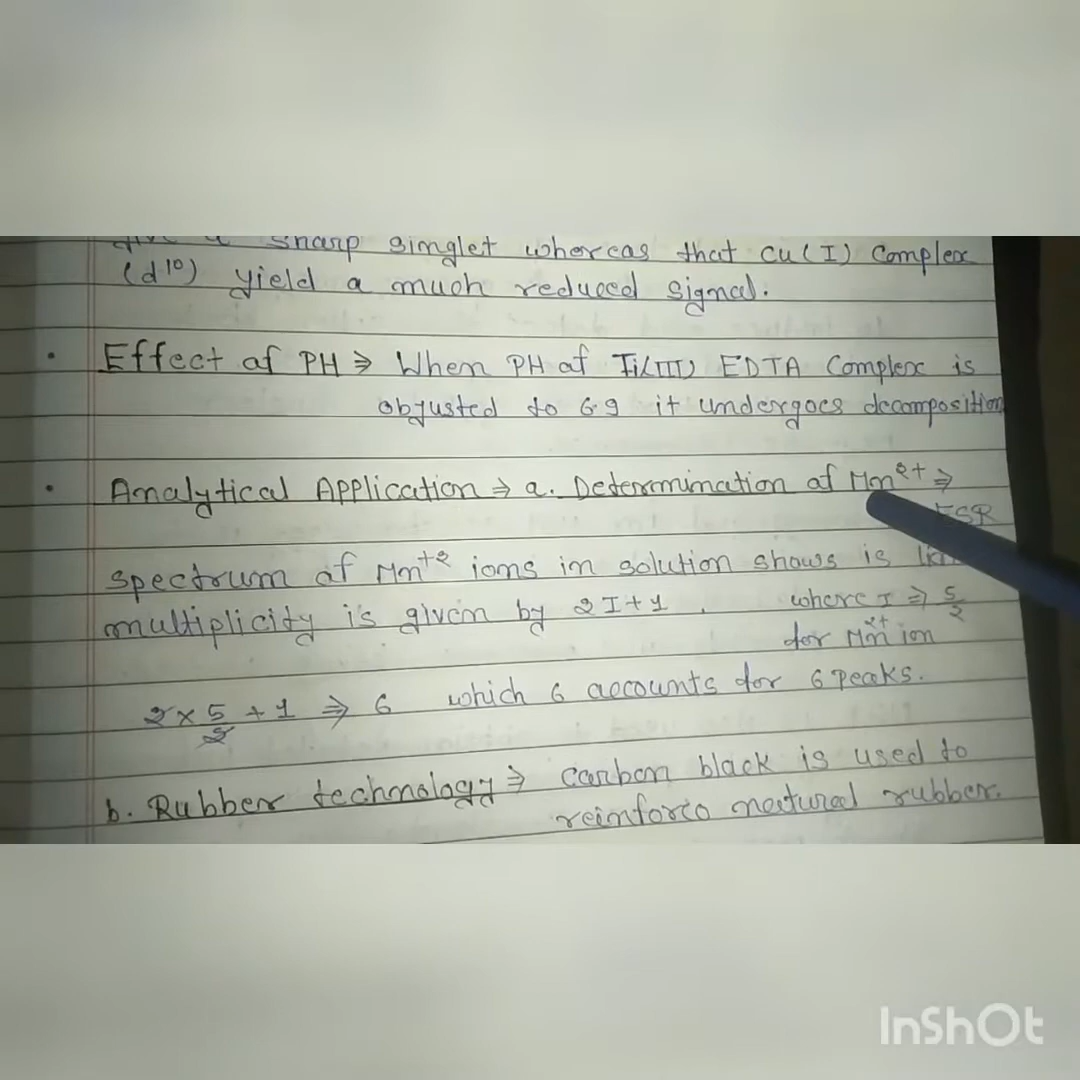 a sharp singlet whereas that Cu(I) Complex
(d¹⁰) yield a much reduced signal.
• Effect of PH ⇒ When PH of Ti(III) EDTA Complex is
objusted to 6.9 it undergoes decomposition
• Analytical Application ⇒ a. Determination of Mn²⁺ ⇒
ESR
spectrum of Mn⁺² ions in solution shows is
multiplicity is given by 2I+1 . where I ⇒ 5/2
for Mn²⁺ ion
2 × 5/2 + 1 ⇒ 6 which 6 accounts for 6 Peaks.
b. Rubber technology ⇒ Carbon black is used to
reinforce natural rubber.
InShOt